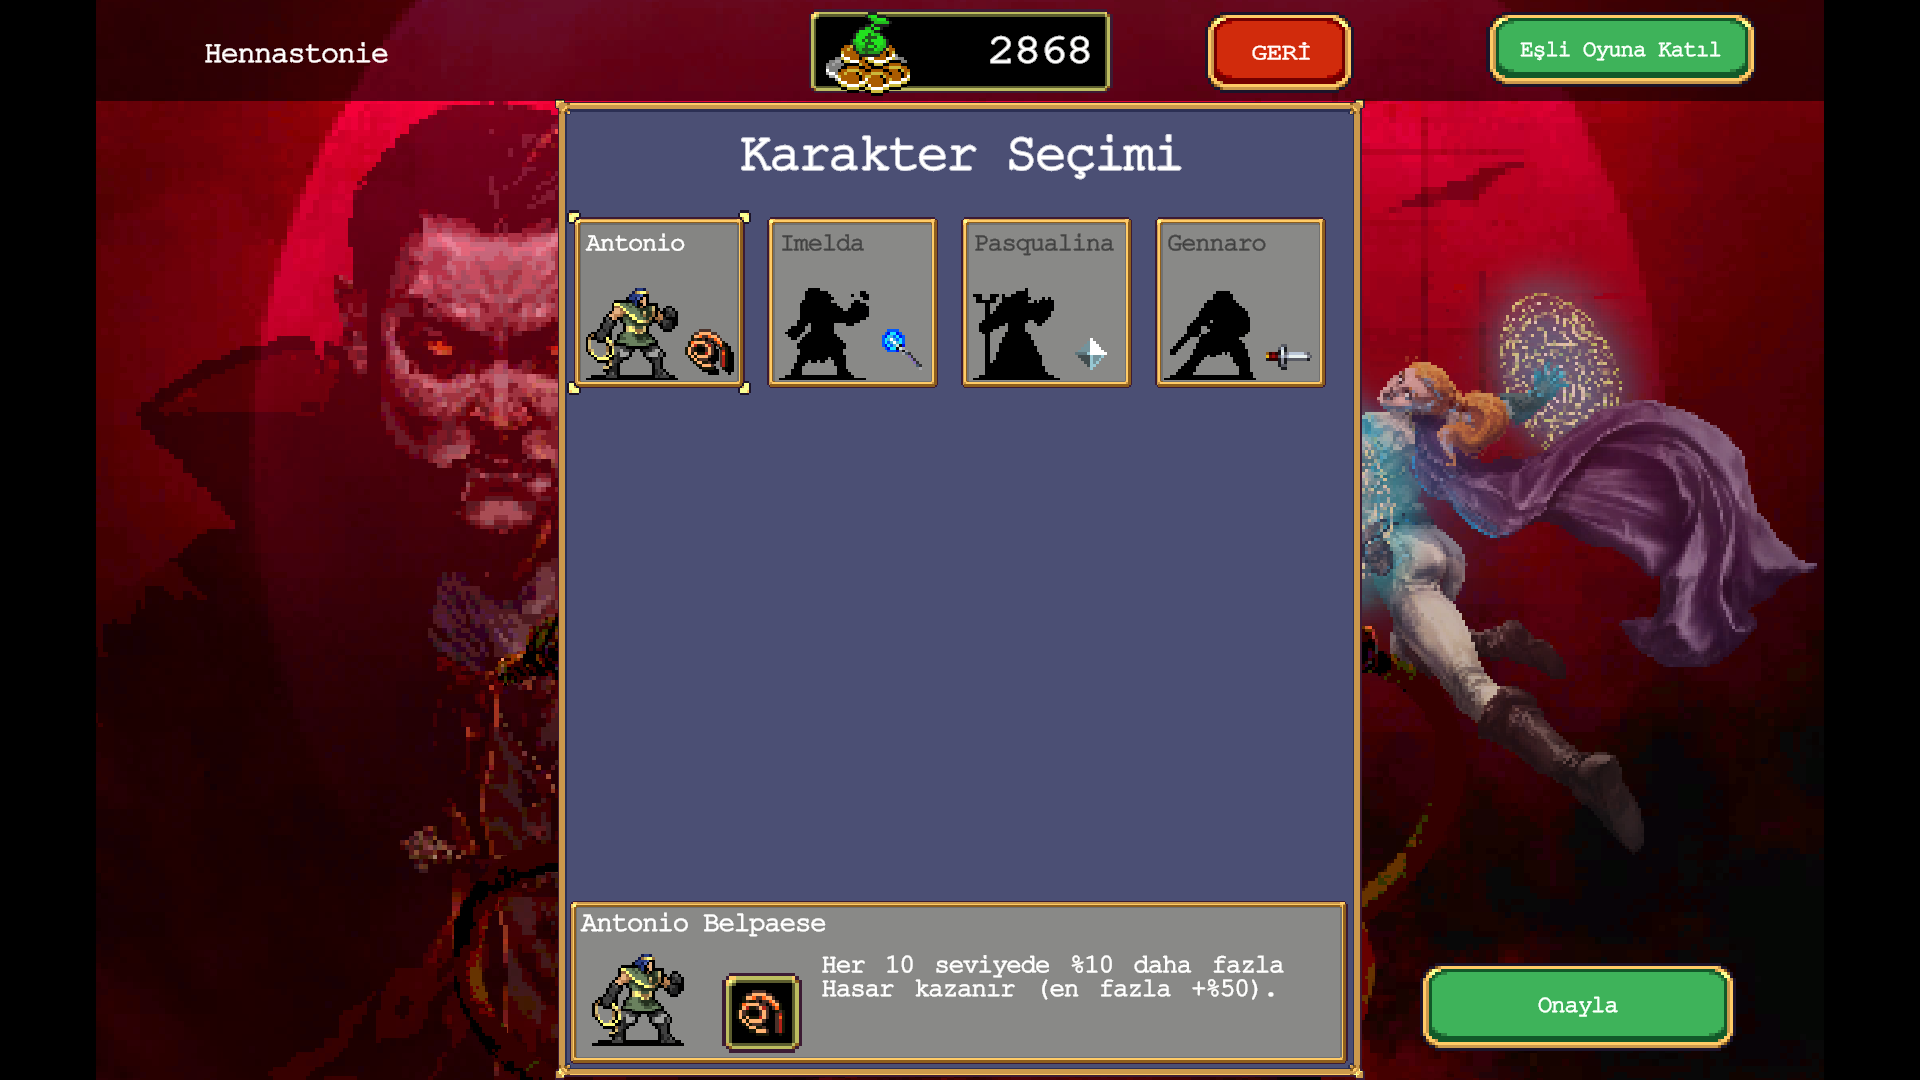 Hennastonie
2868
GERİ
Eşli Oyuna Katıl
Karakter Seçimi
Antonio
Imelda
Pasqualina
Gennaro
Antonio Belpaese
Her 10 seviyede %10 daha fazla
Hasar kazanır (en fazla +%50).
Onayla